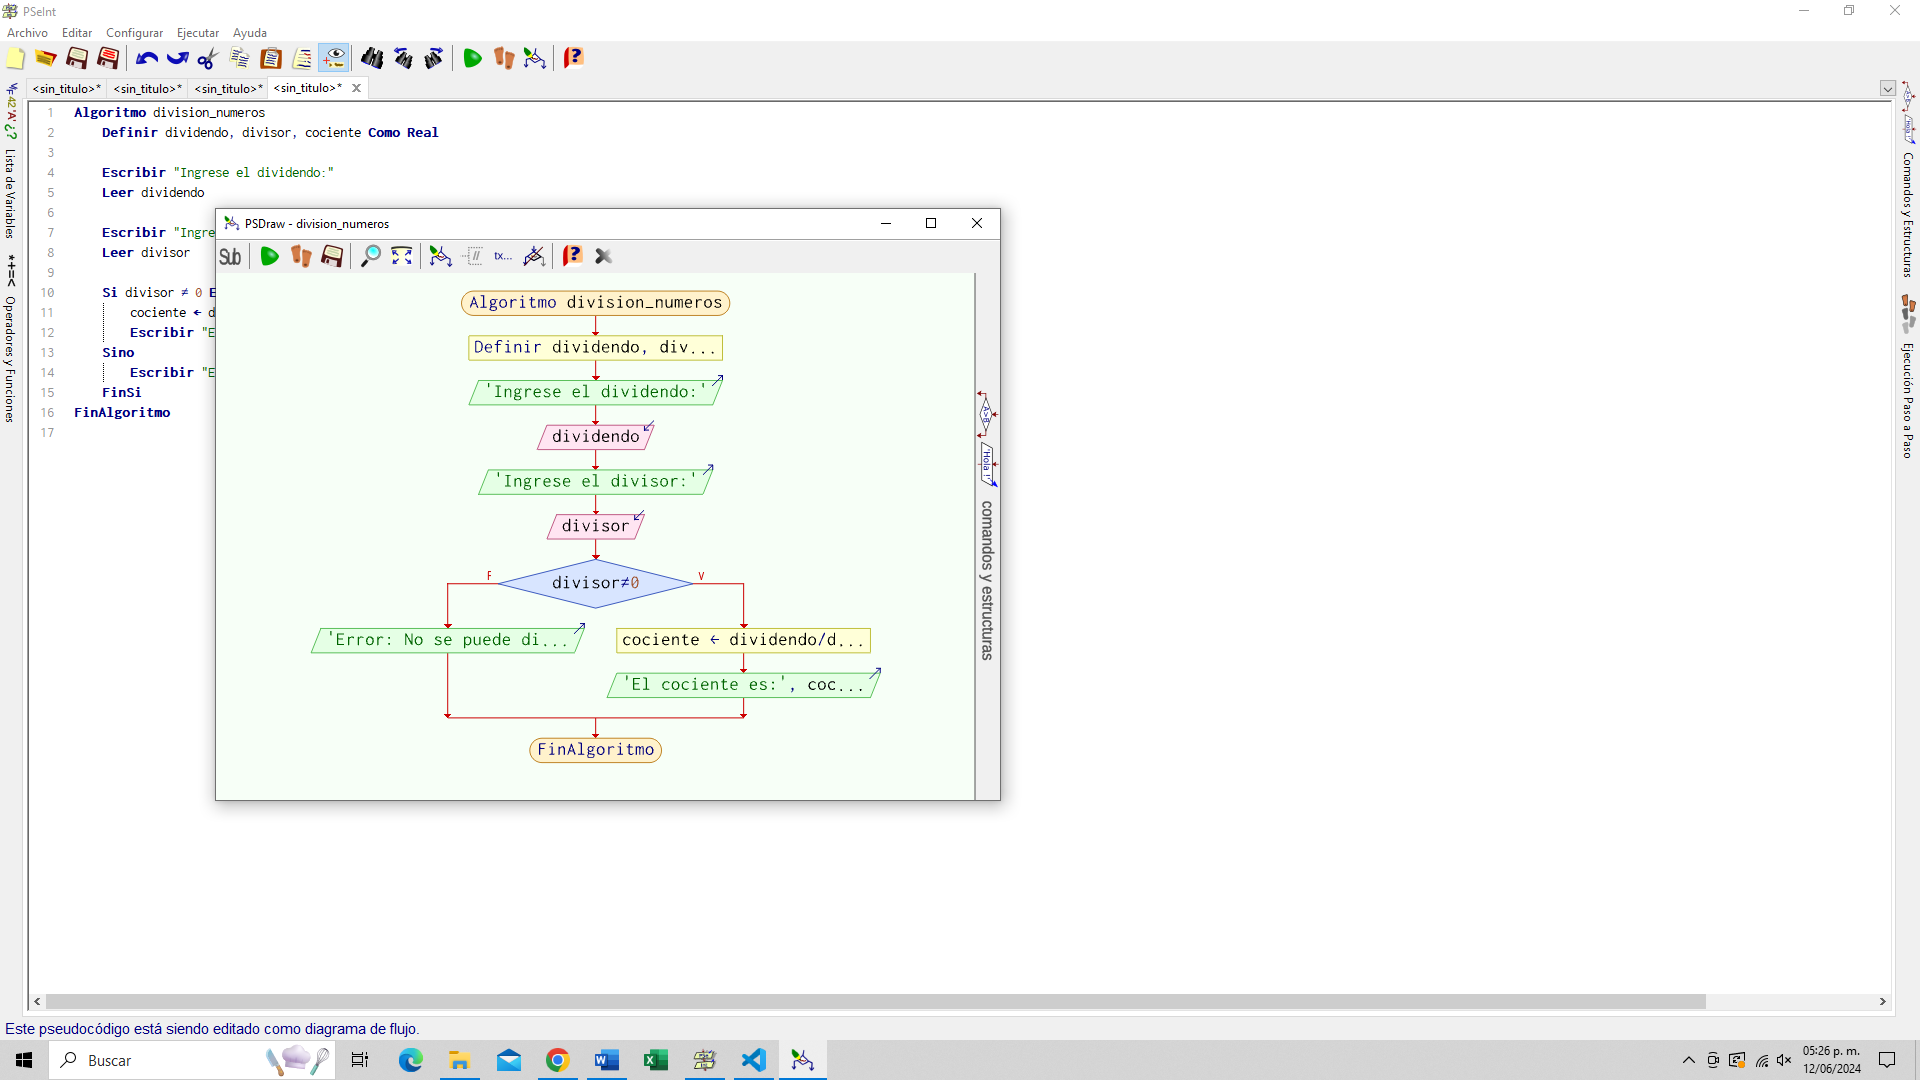 PSeInt
Archivo Editar Configurar Ejecutar Ayuda
<sin_titulo>* <sin_titulo>* <sin_titulo>* <sin_titulo>*
1 Algoritmo division_numeros
2 Definir dividendo, divisor, cociente Como Real
3
4 Escribir "Ingrese el dividendo:"
5 Leer dividendo
6
7 Escribir "Ingre
8 Leer divisor
9
10 Si divisor ≠ 0 E
11 cociente ← d
12 Escribir "E
13 Sino
14 Escribir "E
15 FinSi
16 FinAlgoritmo
17
42 'A' ¿?
Lista de Variables
*+=<
Operadores y Funciones
PSDraw - division_numeros
Sub
tx...
Algoritmo division_numeros
Definir dividendo, div...
'Ingrese el dividendo:'
dividendo
'Ingrese el divisor:'
divisor
divisor≠0
F
V
'Error: No se puede di...
cociente ← dividendo/d...
'El cociente es:', coc...
FinAlgoritmo
A>B
'Hola !'
comandos y estructuras
Comandos y Estructuras
Ejecución Paso a Paso
Este pseudocódigo está siendo editado como diagrama de flujo.
Buscar
05:26 p. m.
12/06/2024